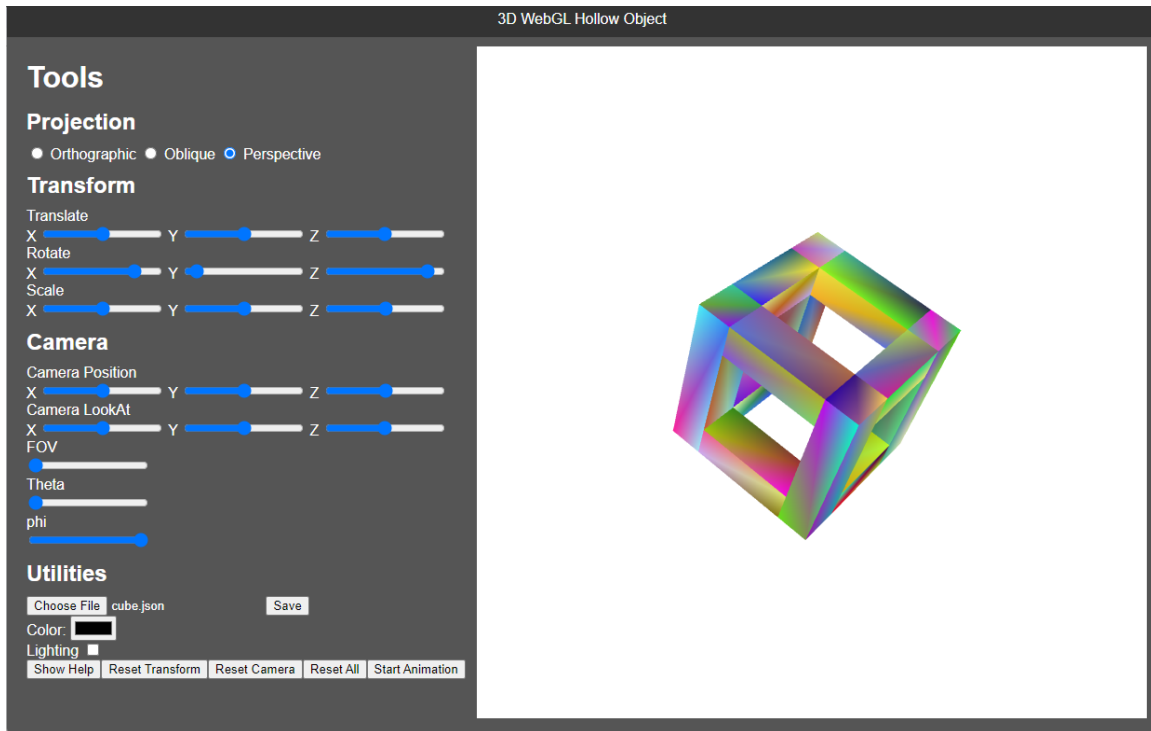 3D WebGL Hollow Object
Tools
Projection
Orthographic Oblique Perspective
Transform
Translate
X Y Z
Rotate
X Y Z
Scale
X Y Z
Camera
Camera Position
X Y Z
Camera LookAt
X Y Z
FOV
Theta
phi
Utilities
Choose File cube.json Save
Color:
Lighting
Show Help Reset Transform Reset Camera Reset All Start Animation